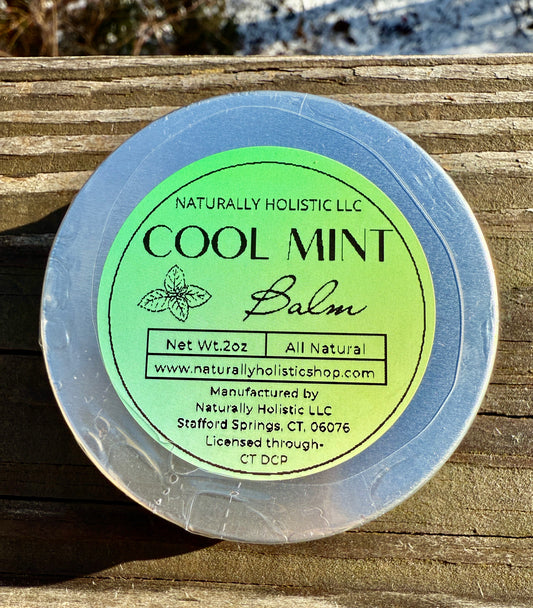 NATURALLY HOLISTIC LLC
COOL MINT
Balm
Net Wt.2oz All Natural
www.naturallyholisticshop.com
Manufactured by
Naturally Holistic LLC
Stafford Springs, CT, 06076
Licensed through-
CT DCP